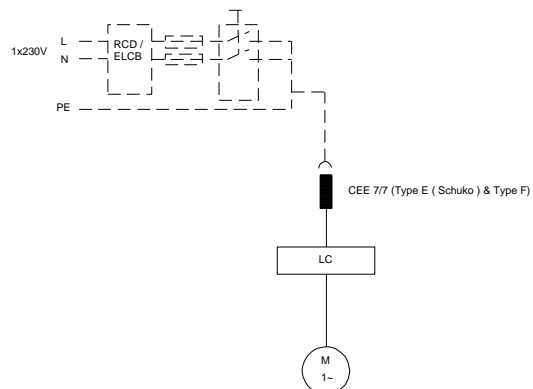 L
1x230V
N
RCD /
ELCB
PE
CEE 7/7 (Type E ( Schuko ) & Type F)
LC
M
1~